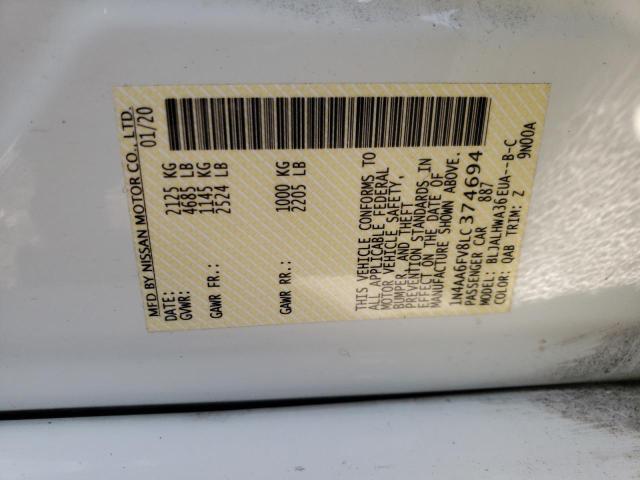 MFD BY NISSAN MOTOR CO., LTD.
DATE: 01/20
GVWR: 2125 KG
4685 LB
GAWR FR: 1145 KG
2524 LB
GAWR RR: 1000 KG
2205 LB
THIS VEHICLE CONFORMS TO
ALL APPLICABLE FEDERAL
MOTOR VEHICLE SAFETY,
BUMPER, AND THEFT
PREVENTION STANDARDS IN
EFFECT ON THE DATE OF
MANUFACTURE SHOWN ABOVE.
1N4AA6FV8LC374694
PASSENGER CAR 887
MODEL: BLJALHWA36EUA--B-C
COLOR: QAB TRIM: Z 9N00A